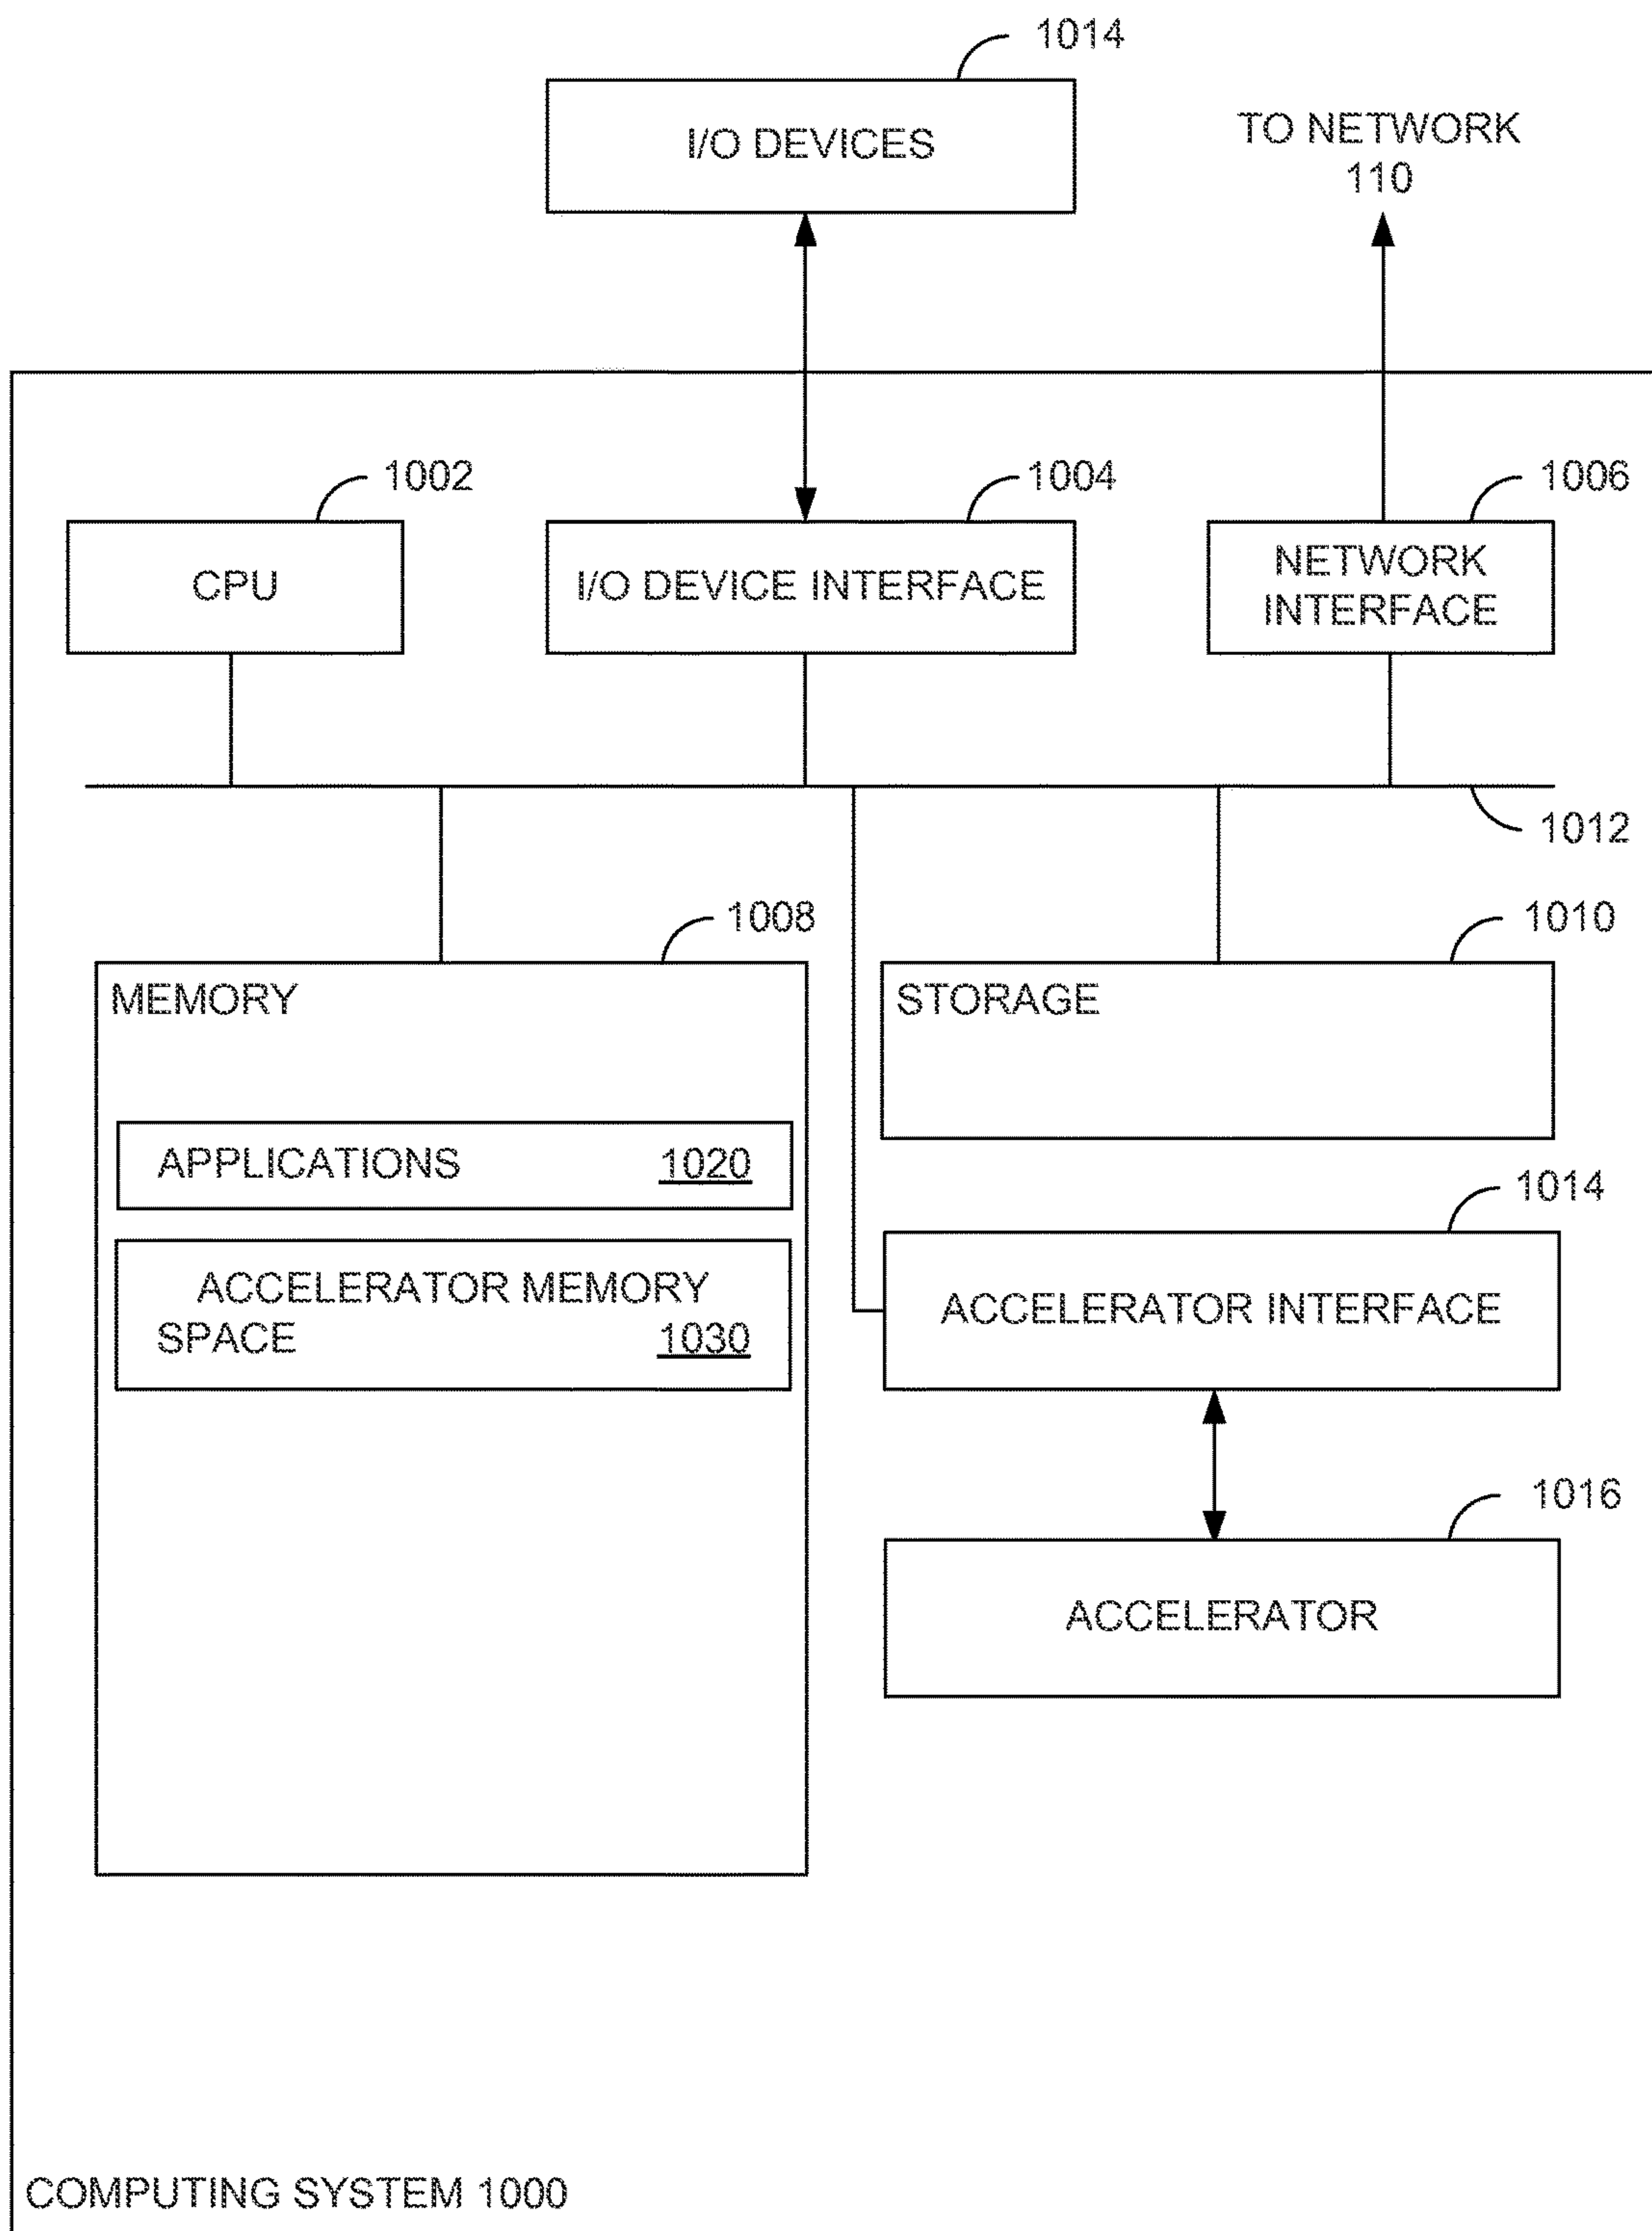 1014
I/O DEVICES
TO NETWORK
110
1002
1004
1006
CPU
I/O DEVICE INTERFACE
NETWORK
INTERFACE
1012
1008
1010
MEMORY
STORAGE
APPLICATIONS 1020
1014
ACCELERATOR MEMORY
SPACE 1030
ACCELERATOR INTERFACE
1016
ACCELERATOR
COMPUTING SYSTEM 1000